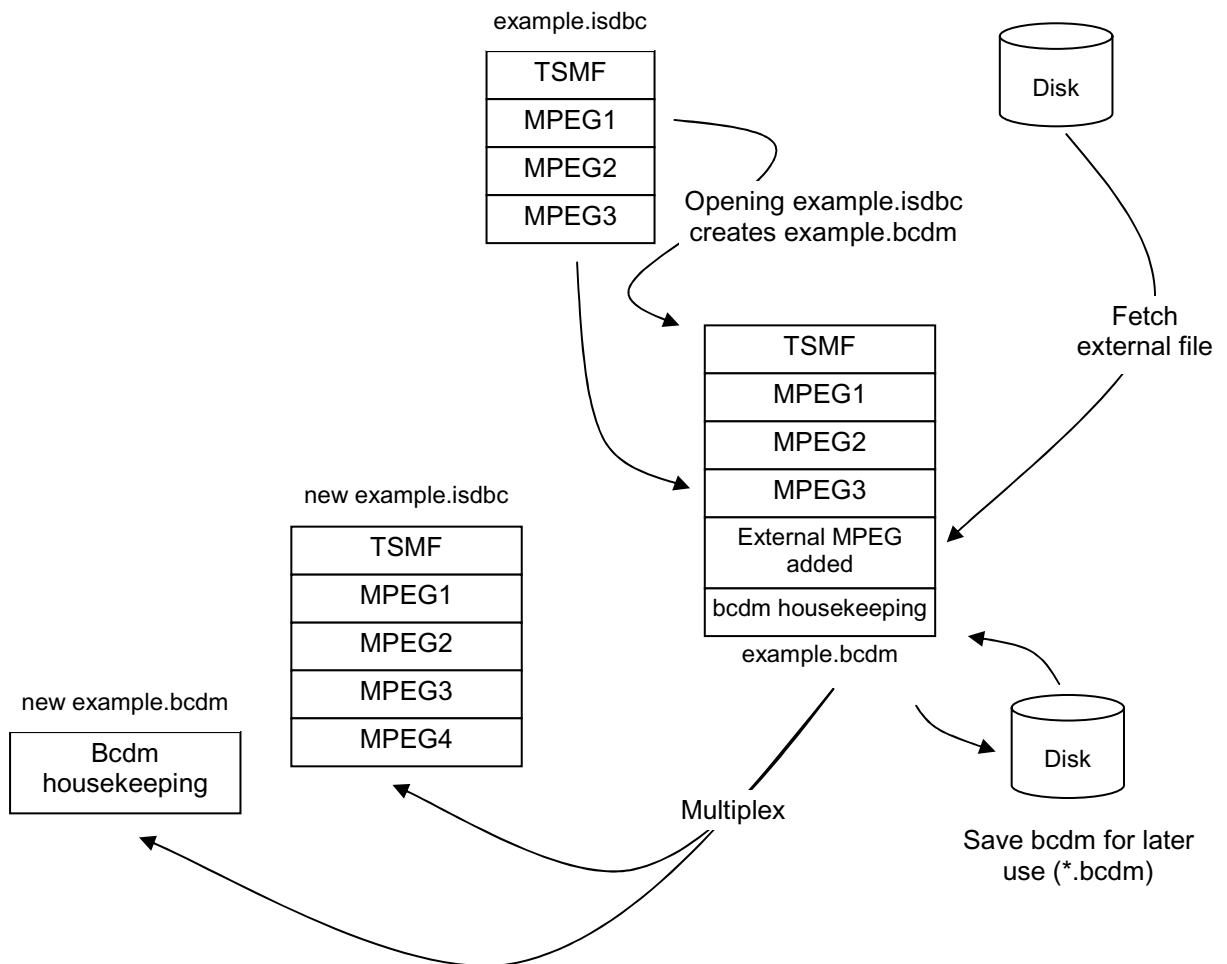 example.isdbc
TSMF
MPEG1
MPEG2
MPEG3
Disk
Opening example.isdbc
creates example.bcdm
Fetch
external file
TSMF
MPEG1
MPEG2
MPEG3
External MPEG
added
bcdm housekeeping
example.bcdm
new example.isdbc
TSMF
MPEG1
MPEG2
MPEG3
MPEG4
new example.bcdm
Bcdm
housekeeping
Multiplex
Disk
Save bcdm for later
use (*.bcdm)